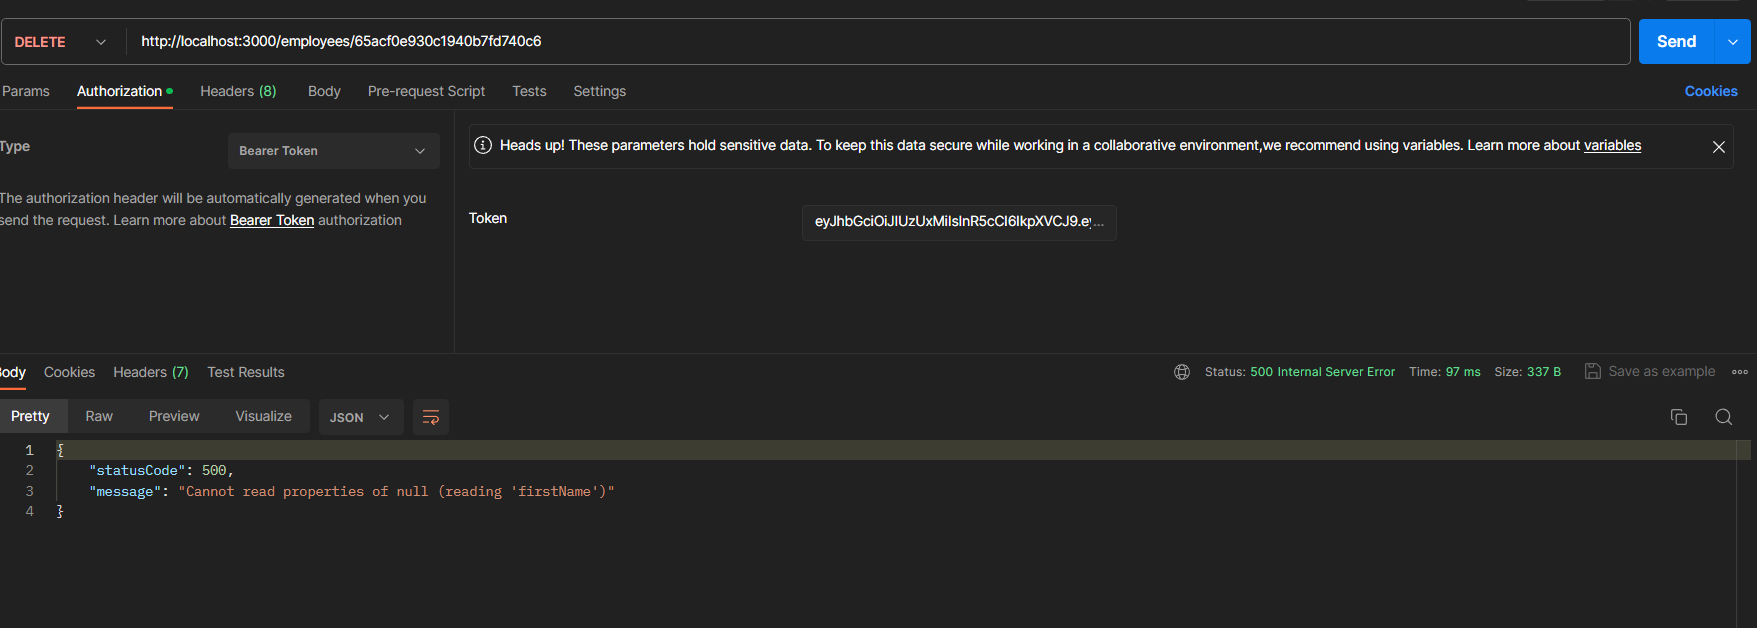 DELETE http://localhost:3000/employees/65acf0e930c1940b7fd740c6 Send
Params Authorization Headers (8) Body Pre-request Script Tests Settings Cookies
Type Bearer Token
The authorization header will be automatically generated when you
send the request. Learn more about Bearer Token authorization
Heads up! These parameters hold sensitive data. To keep this data secure while working in a collaborative environment,we recommend using variables. Learn more about variables
Token eyJhbGciOiJIUzUxMiIsInR5cCI6IkpXVCJ9.ey...
Body Cookies Headers (7) Test Results Status: 500 Internal Server Error Time: 97 ms Size: 337 B Save as example
Pretty Raw Preview Visualize JSON
1 {
2 "statusCode": 500,
3 "message": "Cannot read properties of null (reading 'firstName')"
4 }